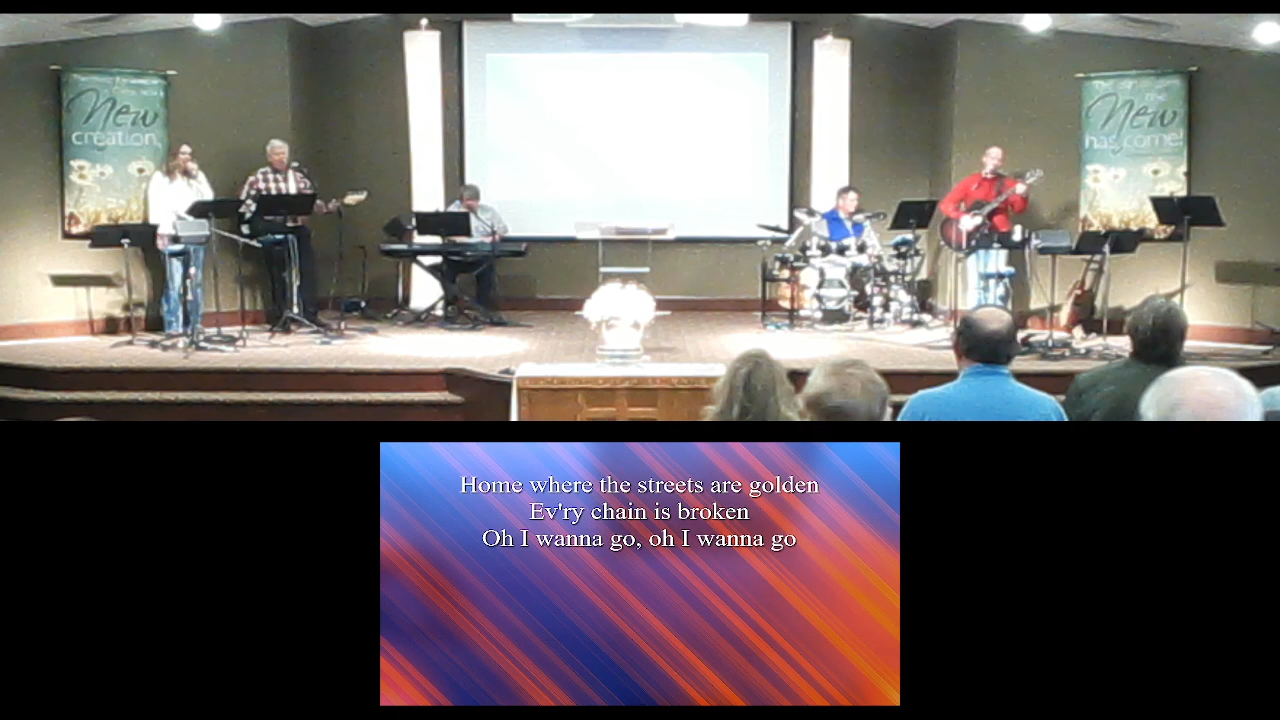 New
creation,
New
has come!
Home where the streets are golden
Ev'ry chain is broken
Oh I wanna go, oh I wanna go